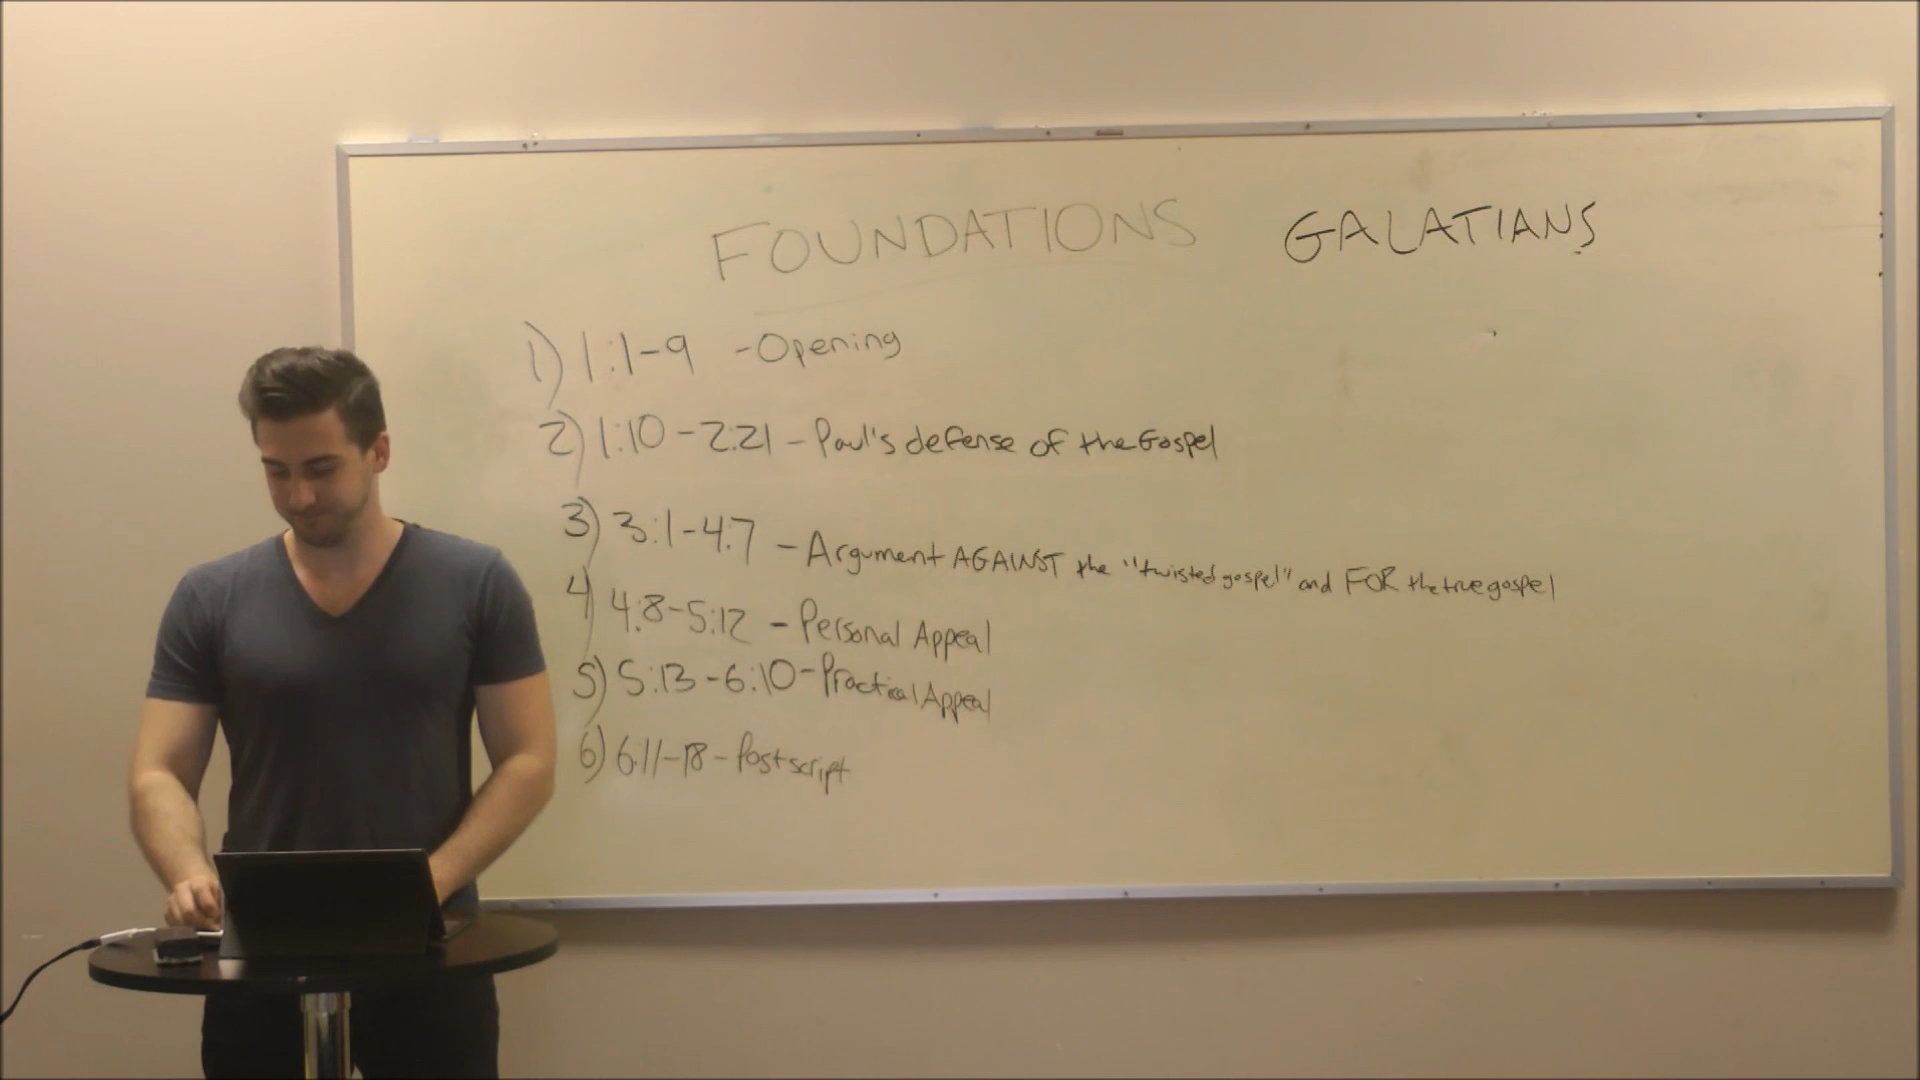 FOUNDATIONS GALATIANS
1) 1:1-9 - Opening
2) 1:10-2:21 - Paul's defense of the Gospel
3) 3:1-4:7 - Argument AGAINST the "twisted gospel" and FOR the true gospel
4) 4:8-5:12 - Personal Appeal
5) 5:13-6:10 - Practical Appeal
6) 6:11-18 - Postscript